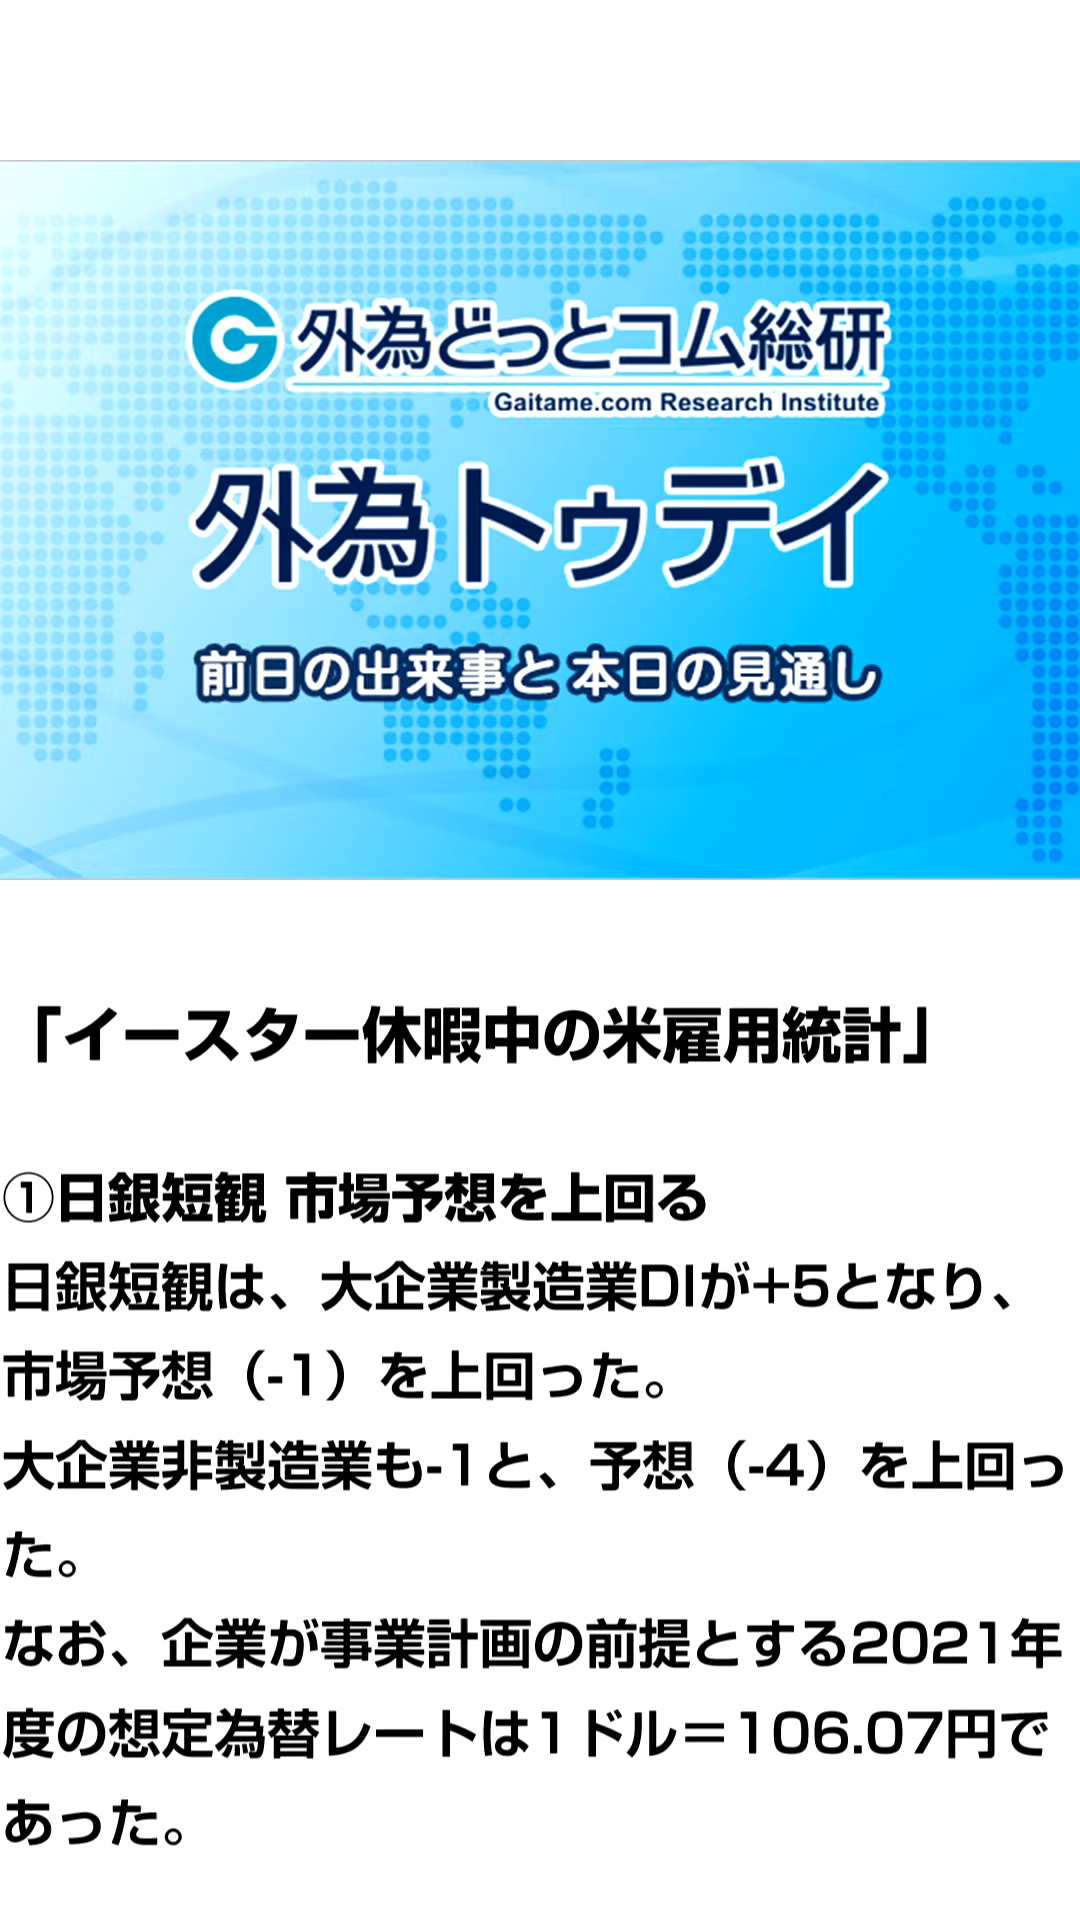 外為どっとコム総研
Gaitame.com Research Institute
外為トゥデイ
前日の出来事と 本日の見通し
「イースター休暇中の米雇用統計」
①日銀短観 市場予想を上回る
日銀短観は、大企業製造業DIが+5となり、
市場予想（-1）を上回った。
大企業非製造業も-1と、予想（-4）を上回っ
た。
なお、企業が事業計画の前提とする2021年
度の想定為替レートは1ドル＝106.07円で
あった。